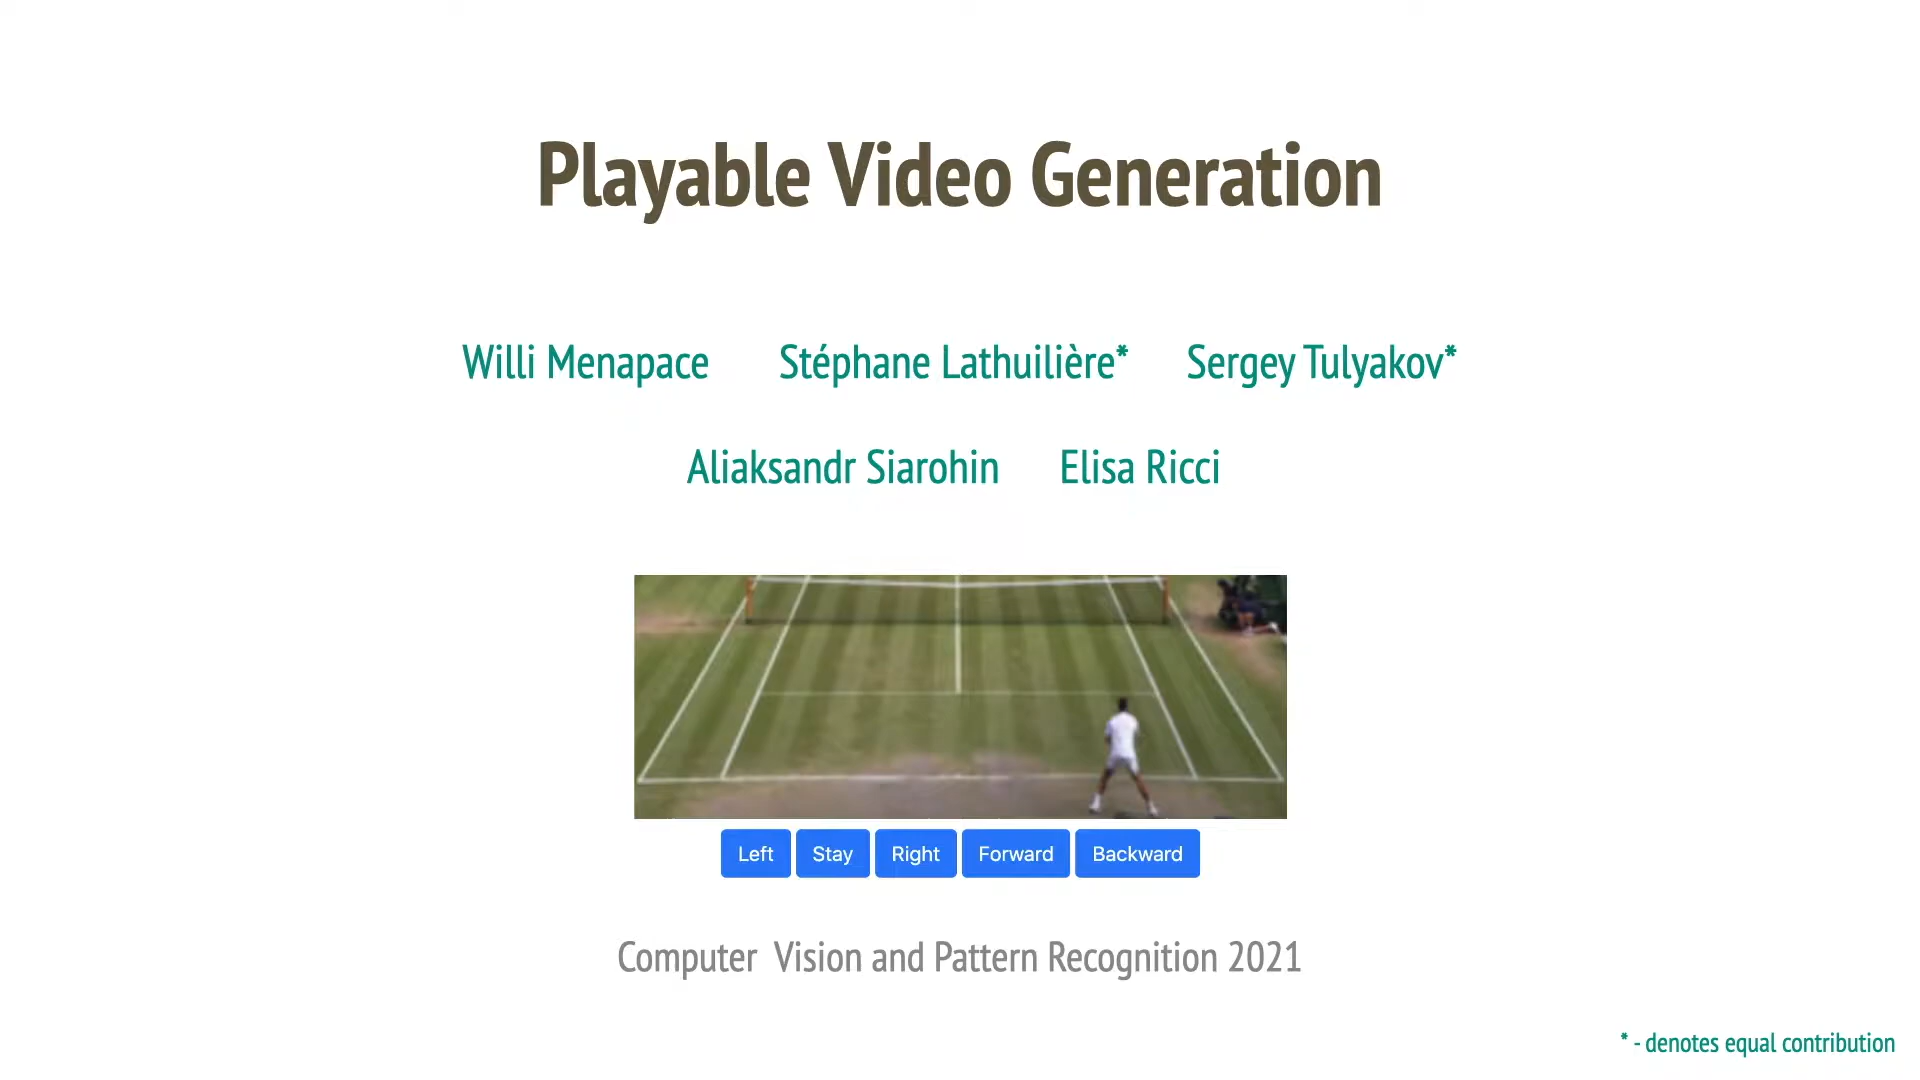 Playable Video Generation
Willi Menapace Stéphane Lathuilière* Sergey Tulyakov*
Aliaksandr Siarohin Elisa Ricci
Left Stay Right Forward Backward
Computer Vision and Pattern Recognition 2021
* - denotes equal contribution